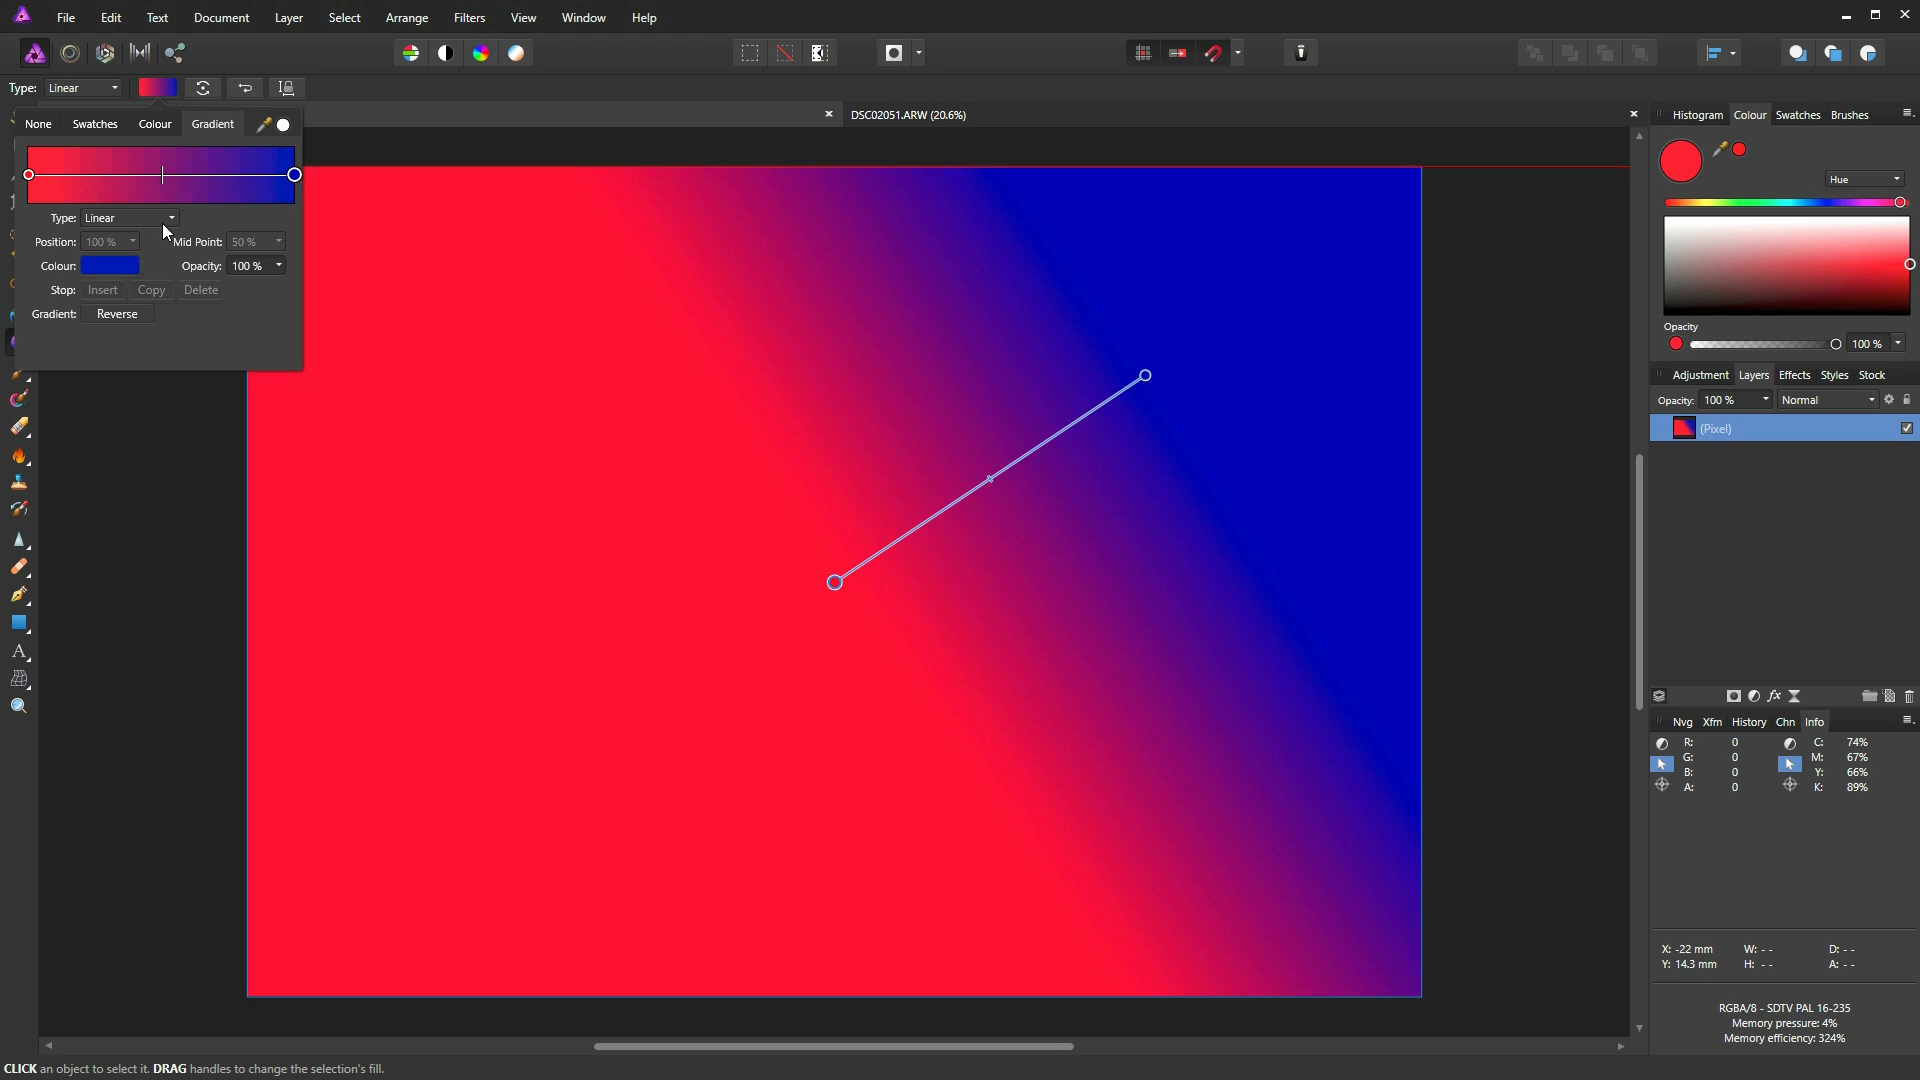 File Edit Text Document Layer Select Arrange Filters View Window Help
Type: Linear
None Swatches Colour Gradient
DSC02051.ARW (20.6%)
Type: Linear
Position: 100 % Mid Point: 50 %
Colour: Opacity: 100 %
Stop: Insert Copy Delete
Gradient: Reverse
Histogram Colour Swatches Brushes
Hue
Opacity
100 %
Adjustment Layers Effects Styles Stock
Opacity: 100 % Normal
(Pixel)
Nvg Xfm History Chn Info
R: 0 C: 74%
G: 0 M: 67%
B: 0 Y: 66%
A: 0 K: 89%
X: -22 mm W: - - D: - -
Y: 14.3 mm H: - - A: - -
RGBA/8 - SDTV PAL 16-235
Memory pressure: 4%
Memory efficiency: 324%
CLICK an object to select it. DRAG handles to change the selection's fill.